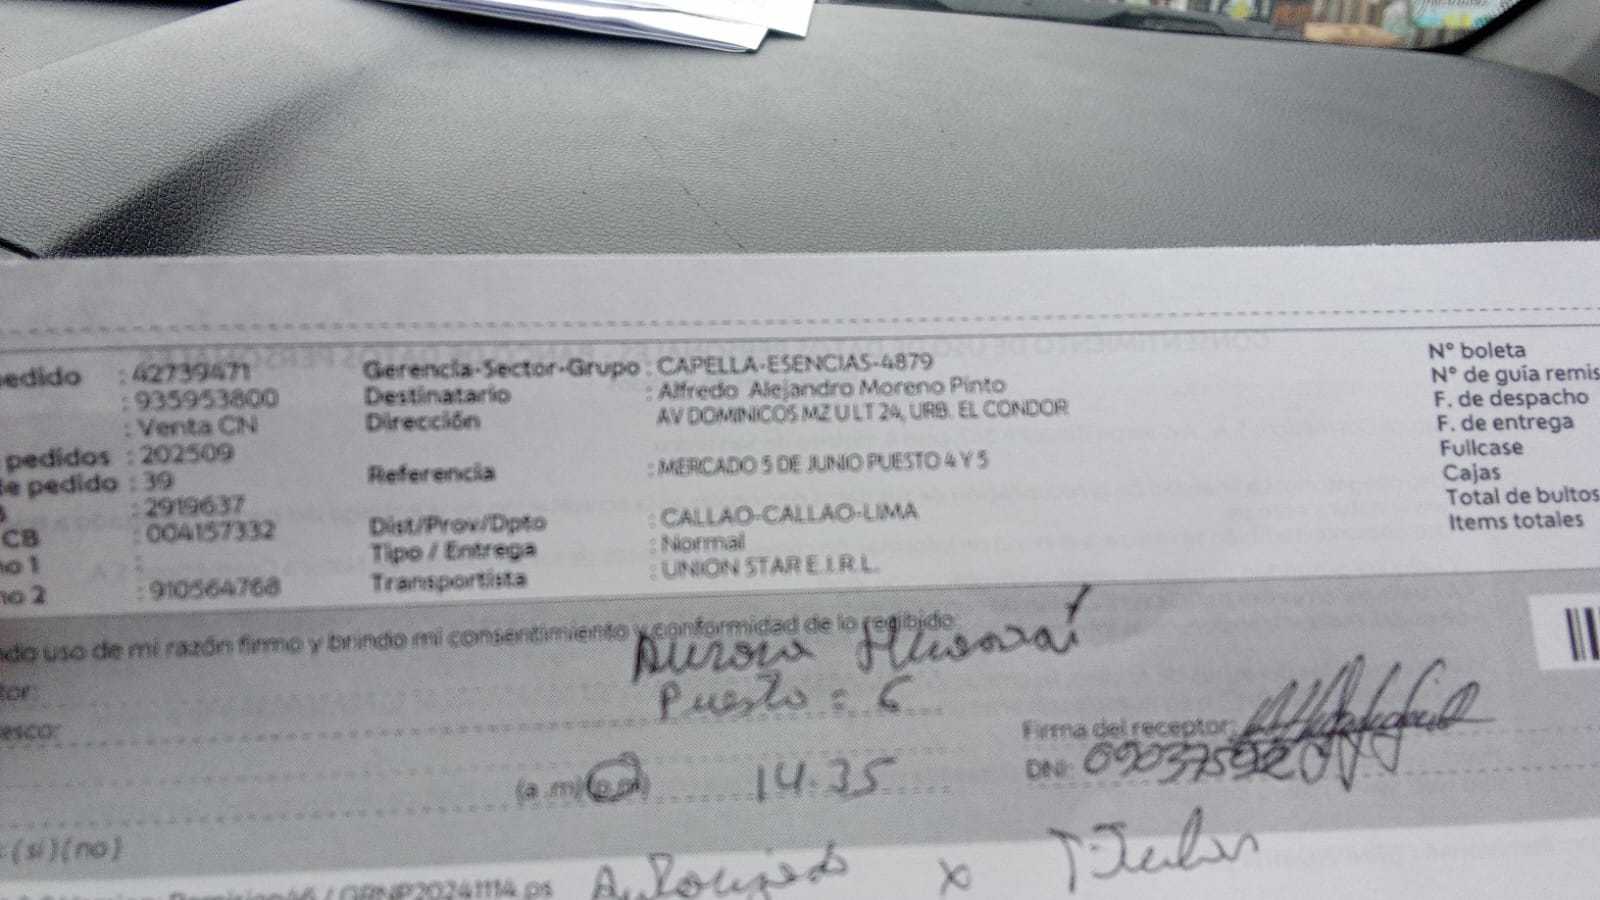 edido : 42739471 Gerencia-Sector-Grupo : CAPELLA-ESENCIAS-4879 N° boleta
: 935953800 Destinatario : Alfredo Alejandro Moreno Pinto N° de guía remis
: Venta CN Dirección AV DOMINICOS MZ U LT 24, URB. EL CONDOR F. de despacho
pedidos : 202509 F. de entrega
e pedido : 39 Referencia : MERCADO 5 DE JUNIO PUESTO 4 Y 5 Fullcase
: 2919637 Cajas
CB : 004157332 Dist/Prov/Dpto : CALLAO-CALLAO-LIMA Total de bultos
o 1 : Tipo / Entrega : Normal Items totales
o 2 : 910564768 Transportista : UNION STAR E.I.R.L.
do uso de mi razón firmo y brindo mi consentimiento y conformidad de lo recibido:
tor: Aurora
esco: Puesto = 6
Firma del receptor:
(a .m) (p.m) 14:35 DNI:
: (si) (no)
Autorizado x Titular